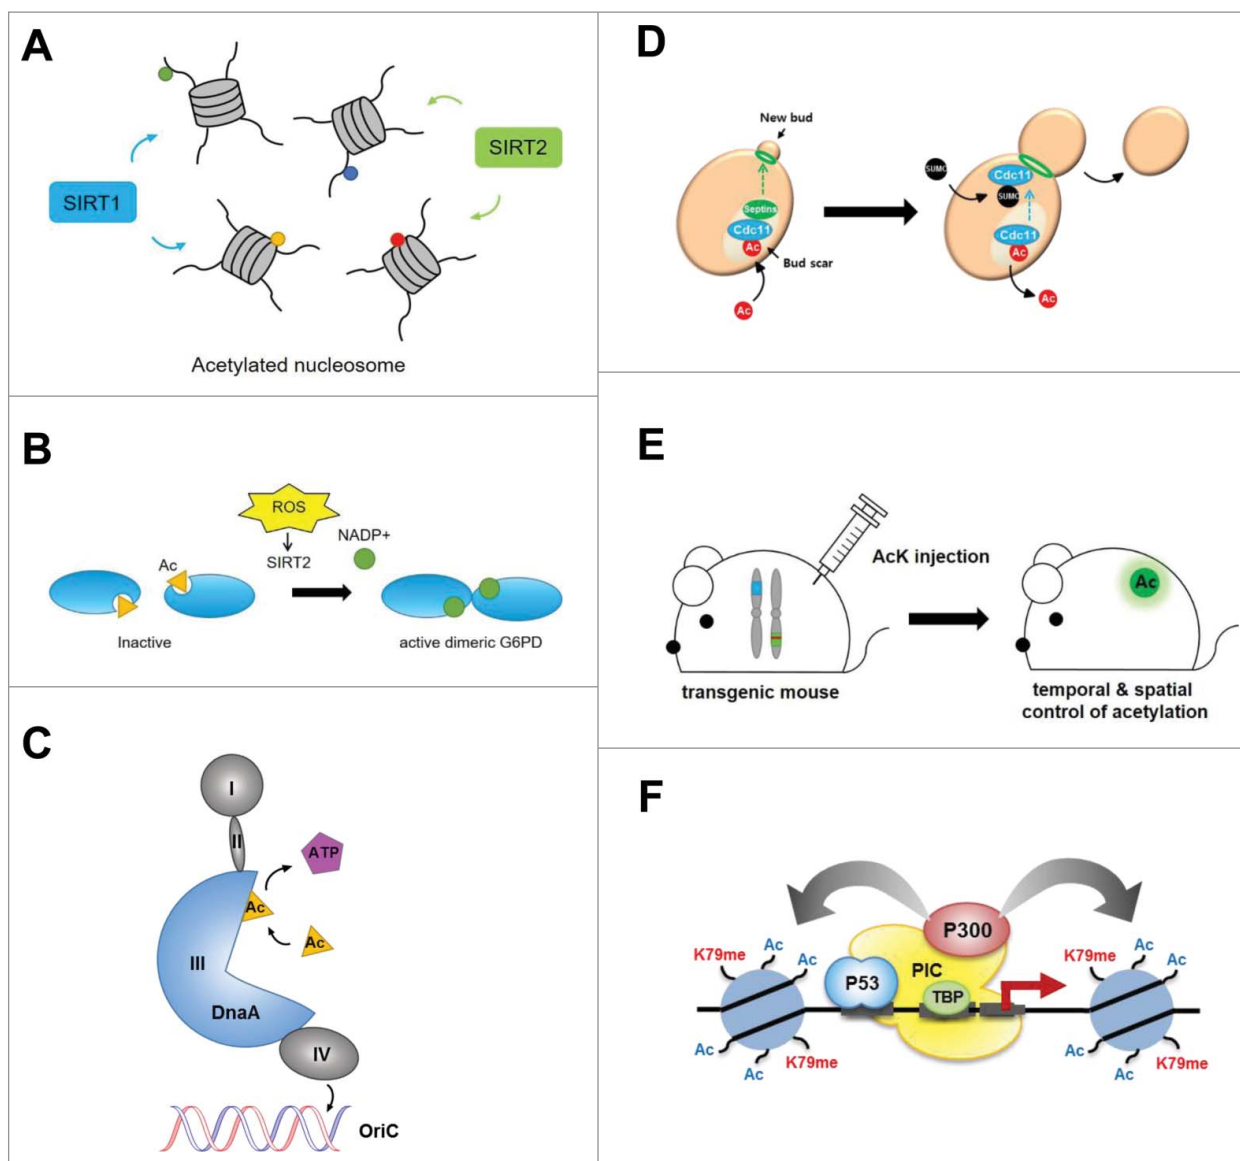 A
SIRT1
SIRT2
Acetylated nucleosome
B
ROS
SIRT2
NADP+
Ac
Inactive
active dimeric G6PD
C
I
II
ATP
Ac
Ac
III
DnaA
IV
OriC
D
New bud
Septins
Cdc11
Ac
Bud scar
Ac
SUMO
Cdc11
SUMO
Cdc11
Ac
Ac
E
AcK injection
Ac
transgenic mouse
temporal & spatial
control of acetylation
F
P300
PIC
P53
TBP
K79me
Ac
Ac
Ac
Ac
K79me
K79me
Ac
Ac
Ac
Ac
K79me